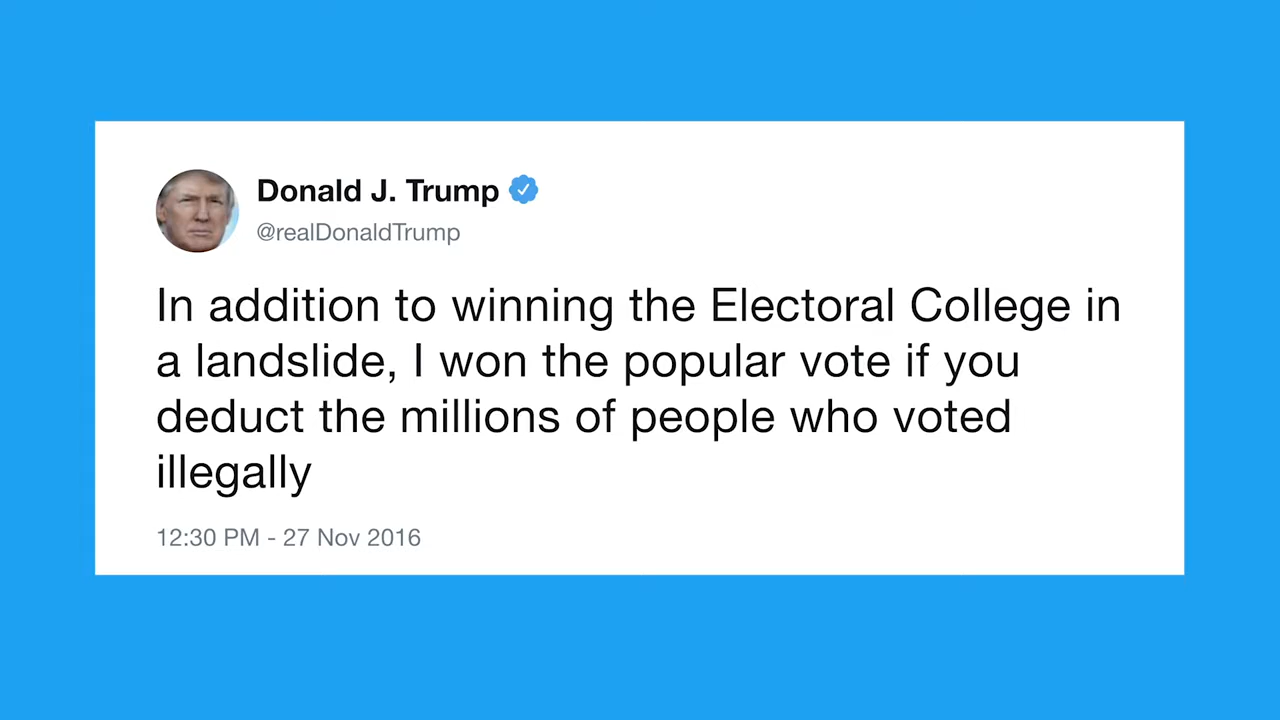 Donald J. Trump
@realDonaldTrump
In addition to winning the Electoral College in
a landslide, I won the popular vote if you
deduct the millions of people who voted
illegally
12:30 PM - 27 Nov 2016